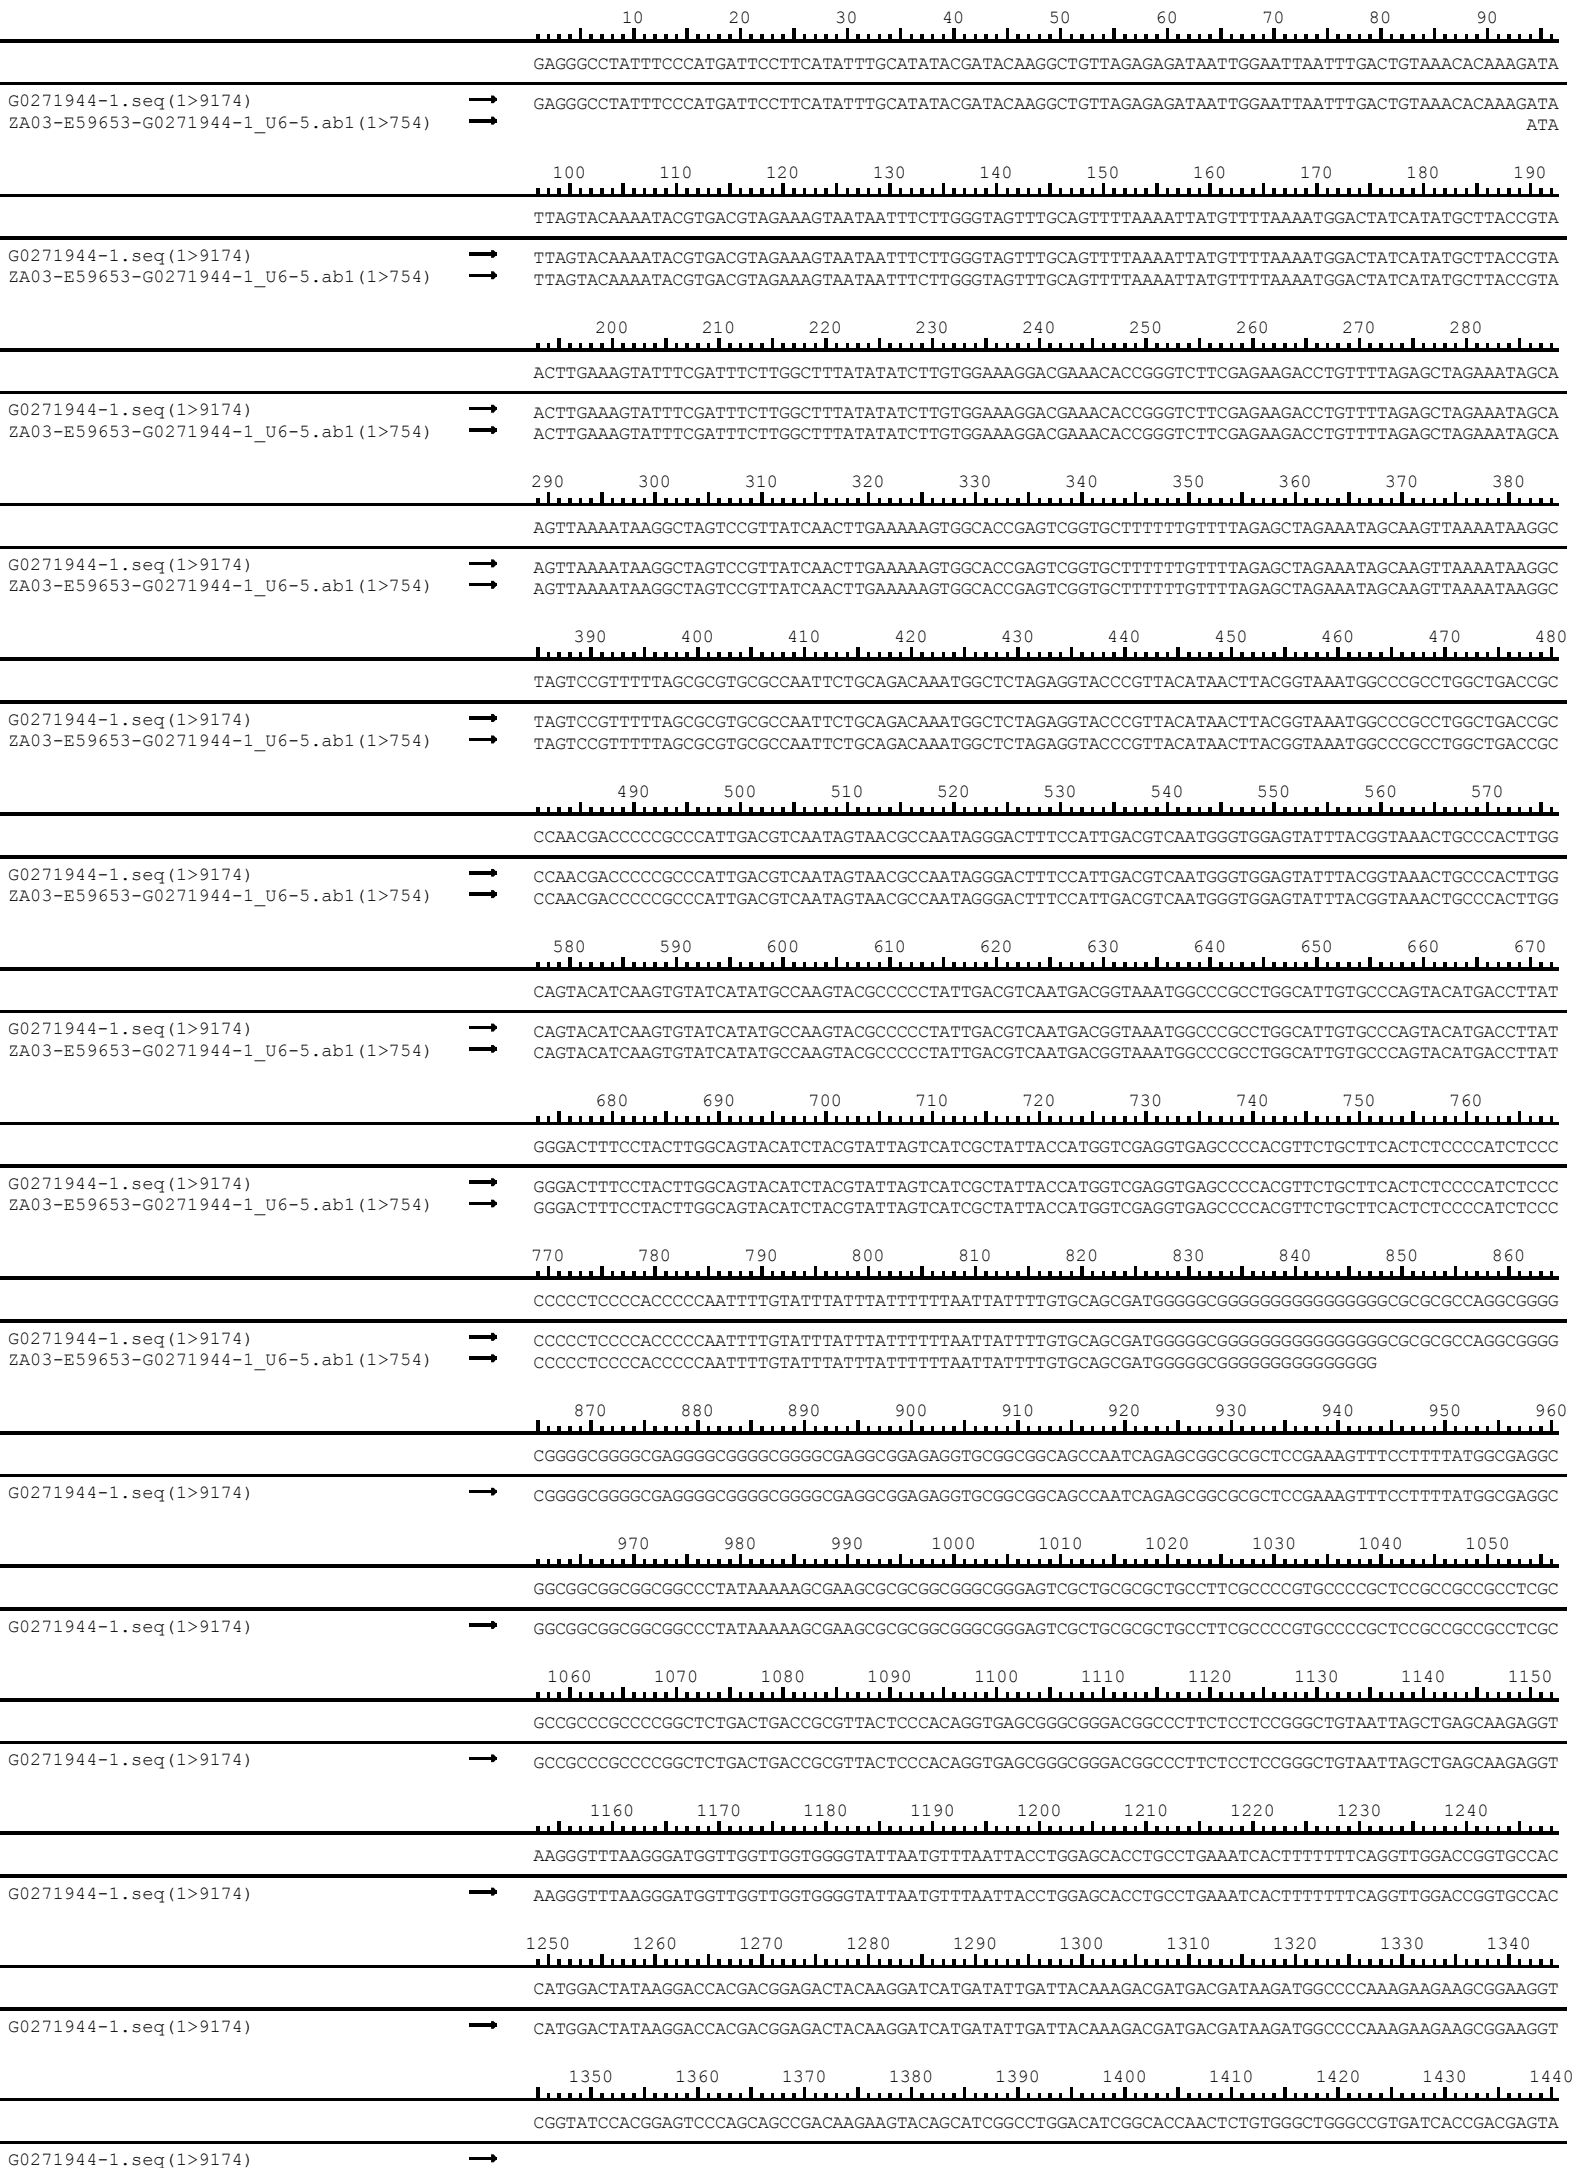 10 20 30 40 50 60 70 80 90
GAGGGCCTATTTCCCATGATTCCTTCATATTTGCATATACGATACAAGGCTGTTAGAGAGATAATTGGAATTAATTTGACTGTAAACACAAAGATA
G0271944-1.seq(1>9174) GAGGGCCTATTTCCCATGATTCCTTCATATTTGCATATACGATACAAGGCTGTTAGAGAGATAATTGGAATTAATTTGACTGTAAACACAAAGATA
ZA03-E59653-G0271944-1_U6-5.ab1(1>754) ATA
100 110 120 130 140 150 160 170 180 190
TTAGTACAAAATACGTGACGTAGAAAGTAATAATTTCTTGGGTAGTTTGCAGTTTTAAAATTATGTTTTAAAATGGACTATCATATGCTTACCGTA
G0271944-1.seq(1>9174) TTAGTACAAAATACGTGACGTAGAAAGTAATAATTTCTTGGGTAGTTTGCAGTTTTAAAATTATGTTTTAAAATGGACTATCATATGCTTACCGTA
ZA03-E59653-G0271944-1_U6-5.ab1(1>754) TTAGTACAAAATACGTGACGTAGAAAGTAATAATTTCTTGGGTAGTTTGCAGTTTTAAAATTATGTTTTAAAATGGACTATCATATGCTTACCGTA
200 210 220 230 240 250 260 270 280
ACTTGAAAGTATTTCGATTTCTTGGCTTTATATATCTTGTGGAAAGGACGAAACACCGGGTCTTCGAGAAGACCTGTTTTAGAGCTAGAAATAGCA
G0271944-1.seq(1>9174) ACTTGAAAGTATTTCGATTTCTTGGCTTTATATATCTTGTGGAAAGGACGAAACACCGGGTCTTCGAGAAGACCTGTTTTAGAGCTAGAAATAGCA
ZA03-E59653-G0271944-1_U6-5.ab1(1>754) ACTTGAAAGTATTTCGATTTCTTGGCTTTATATATCTTGTGGAAAGGACGAAACACCGGGTCTTCGAGAAGACCTGTTTTAGAGCTAGAAATAGCA
290 300 310 320 330 340 350 360 370 380
AGTTAAAATAAGGCTAGTCCGTTATCAACTTGAAAAAGTGGCACCGAGTCGGTGCTTTTTTGTTTTAGAGCTAGAAATAGCAAGTTAAAATAAGGC
G0271944-1.seq(1>9174) AGTTAAAATAAGGCTAGTCCGTTATCAACTTGAAAAAGTGGCACCGAGTCGGTGCTTTTTTGTTTTAGAGCTAGAAATAGCAAGTTAAAATAAGGC
ZA03-E59653-G0271944-1_U6-5.ab1(1>754) AGTTAAAATAAGGCTAGTCCGTTATCAACTTGAAAAAGTGGCACCGAGTCGGTGCTTTTTTGTTTTAGAGCTAGAAATAGCAAGTTAAAATAAGGC
390 400 410 420 430 440 450 460 470 480
TAGTCCGTTTTTAGCGCGTGCGCCAATTCTGCAGACAAATGGCTCTAGAGGTACCCGTTACATAACTTACGGTAAATGGCCCGCCTGGCTGACCGC
G0271944-1.seq(1>9174) TAGTCCGTTTTTAGCGCGTGCGCCAATTCTGCAGACAAATGGCTCTAGAGGTACCCGTTACATAACTTACGGTAAATGGCCCGCCTGGCTGACCGC
ZA03-E59653-G0271944-1_U6-5.ab1(1>754) TAGTCCGTTTTTAGCGCGTGCGCCAATTCTGCAGACAAATGGCTCTAGAGGTACCCGTTACATAACTTACGGTAAATGGCCCGCCTGGCTGACCGC
490 500 510 520 530 540 550 560 570
CCAACGACCCCCGCCCATTGACGTCAATAGTAACGCCAATAGGGACTTTCCATTGACGTCAATGGGTGGAGTATTTACGGTAAACTGCCCACTTGG
G0271944-1.seq(1>9174) CCAACGACCCCCGCCCATTGACGTCAATAGTAACGCCAATAGGGACTTTCCATTGACGTCAATGGGTGGAGTATTTACGGTAAACTGCCCACTTGG
ZA03-E59653-G0271944-1_U6-5.ab1(1>754) CCAACGACCCCCGCCCATTGACGTCAATAGTAACGCCAATAGGGACTTTCCATTGACGTCAATGGGTGGAGTATTTACGGTAAACTGCCCACTTGG
580 590 600 610 620 630 640 650 660 670
CAGTACATCAAGTGTATCATATGCCAAGTACGCCCCCTATTGACGTCAATGACGGTAAATGGCCCGCCTGGCATTGTGCCCAGTACATGACCTTAT
G0271944-1.seq(1>9174) CAGTACATCAAGTGTATCATATGCCAAGTACGCCCCCTATTGACGTCAATGACGGTAAATGGCCCGCCTGGCATTGTGCCCAGTACATGACCTTAT
ZA03-E59653-G0271944-1_U6-5.ab1(1>754) CAGTACATCAAGTGTATCATATGCCAAGTACGCCCCCTATTGACGTCAATGACGGTAAATGGCCCGCCTGGCATTGTGCCCAGTACATGACCTTAT
680 690 700 710 720 730 740 750 760
GGGACTTTCCTACTTGGCAGTACATCTACGTATTAGTCATCGCTATTACCATGGTCGAGGTGAGCCCCACGTTCTGCTTCACTCTCCCCATCTCCC
G0271944-1.seq(1>9174) GGGACTTTCCTACTTGGCAGTACATCTACGTATTAGTCATCGCTATTACCATGGTCGAGGTGAGCCCCACGTTCTGCTTCACTCTCCCCATCTCCC
ZA03-E59653-G0271944-1_U6-5.ab1(1>754) GGGACTTTCCTACTTGGCAGTACATCTACGTATTAGTCATCGCTATTACCATGGTCGAGGTGAGCCCCACGTTCTGCTTCACTCTCCCCATCTCCC
770 780 790 800 810 820 830 840 850 860
CCCCCTCCCCACCCCCAATTTTGTATTTATTTATTTTTTAATTATTTTGTGCAGCGATGGGGGCGGGGGGGGGGGGGGGGCGCGCGCCAGGCGGGG
G0271944-1.seq(1>9174) CCCCCTCCCCACCCCCAATTTTGTATTTATTTATTTTTTAATTATTTTGTGCAGCGATGGGGGCGGGGGGGGGGGGGGGGCGCGCGCCAGGCGGGG
ZA03-E59653-G0271944-1_U6-5.ab1(1>754) CCCCCTCCCCACCCCCAATTTTGTATTTATTTATTTTTTAATTATTTTGTGCAGCGATGGGGGCGGGGGGGGGGGGGGG
870 880 890 900 910 920 930 940 950 960
CGGGGCGGGGCGAGGGGCGGGGCGGGGCGAGGCGGAGAGGTGCGGCGGCAGCCAATCAGAGCGGCGCGCTCCGAAAGTTTCCTTTTATGGCGAGGC
G0271944-1.seq(1>9174) CGGGGCGGGGCGAGGGGCGGGGCGGGGCGAGGCGGAGAGGTGCGGCGGCAGCCAATCAGAGCGGCGCGCTCCGAAAGTTTCCTTTTATGGCGAGGC
970 980 990 1000 1010 1020 1030 1040 1050
GGCGGCGGCGGCGGCCCTATAAAAAGCGAAGCGCGCGGCGGGCGGGAGTCGCTGCGCGCTGCCTTCGCCCCGTGCCCCGCTCCGCCGCCGCCTCGC
G0271944-1.seq(1>9174) GGCGGCGGCGGCGGCCCTATAAAAAGCGAAGCGCGCGGCGGGCGGGAGTCGCTGCGCGCTGCCTTCGCCCCGTGCCCCGCTCCGCCGCCGCCTCGC
1060 1070 1080 1090 1100 1110 1120 1130 1140 1150
GCCGCCCGCCCCGGCTCTGACTGACCGCGTTACTCCCACAGGTGAGCGGGCGGGACGGCCCTTCTCCTCCGGGCTGTAATTAGCTGAGCAAGAGGT
G0271944-1.seq(1>9174) GCCGCCCGCCCCGGCTCTGACTGACCGCGTTACTCCCACAGGTGAGCGGGCGGGACGGCCCTTCTCCTCCGGGCTGTAATTAGCTGAGCAAGAGGT
1160 1170 1180 1190 1200 1210 1220 1230 1240
AAGGGTTTAAGGGATGGTTGGTTGGTGGGGTATTAATGTTTAATTACCTGGAGCACCTGCCTGAAATCACTTTTTTTCAGGTTGGACCGGTGCCAC
G0271944-1.seq(1>9174) AAGGGTTTAAGGGATGGTTGGTTGGTGGGGTATTAATGTTTAATTACCTGGAGCACCTGCCTGAAATCACTTTTTTTCAGGTTGGACCGGTGCCAC
1250 1260 1270 1280 1290 1300 1310 1320 1330 1340
CATGGACTATAAGGACCACGACGGAGACTACAAGGATCATGATATTGATTACAAAGACGATGACGATAAGATGGCCCCAAAGAAGAAGCGGAAGGT
G0271944-1.seq(1>9174) CATGGACTATAAGGACCACGACGGAGACTACAAGGATCATGATATTGATTACAAAGACGATGACGATAAGATGGCCCCAAAGAAGAAGCGGAAGGT
1350 1360 1370 1380 1390 1400 1410 1420 1430 1440
CGGTATCCACGGAGTCCCAGCAGCCGACAAGAAGTACAGCATCGGCCTGGACATCGGCACCAACTCTGTGGGCTGGGCCGTGATCACCGACGAGTA
G0271944-1.seq(1>9174)